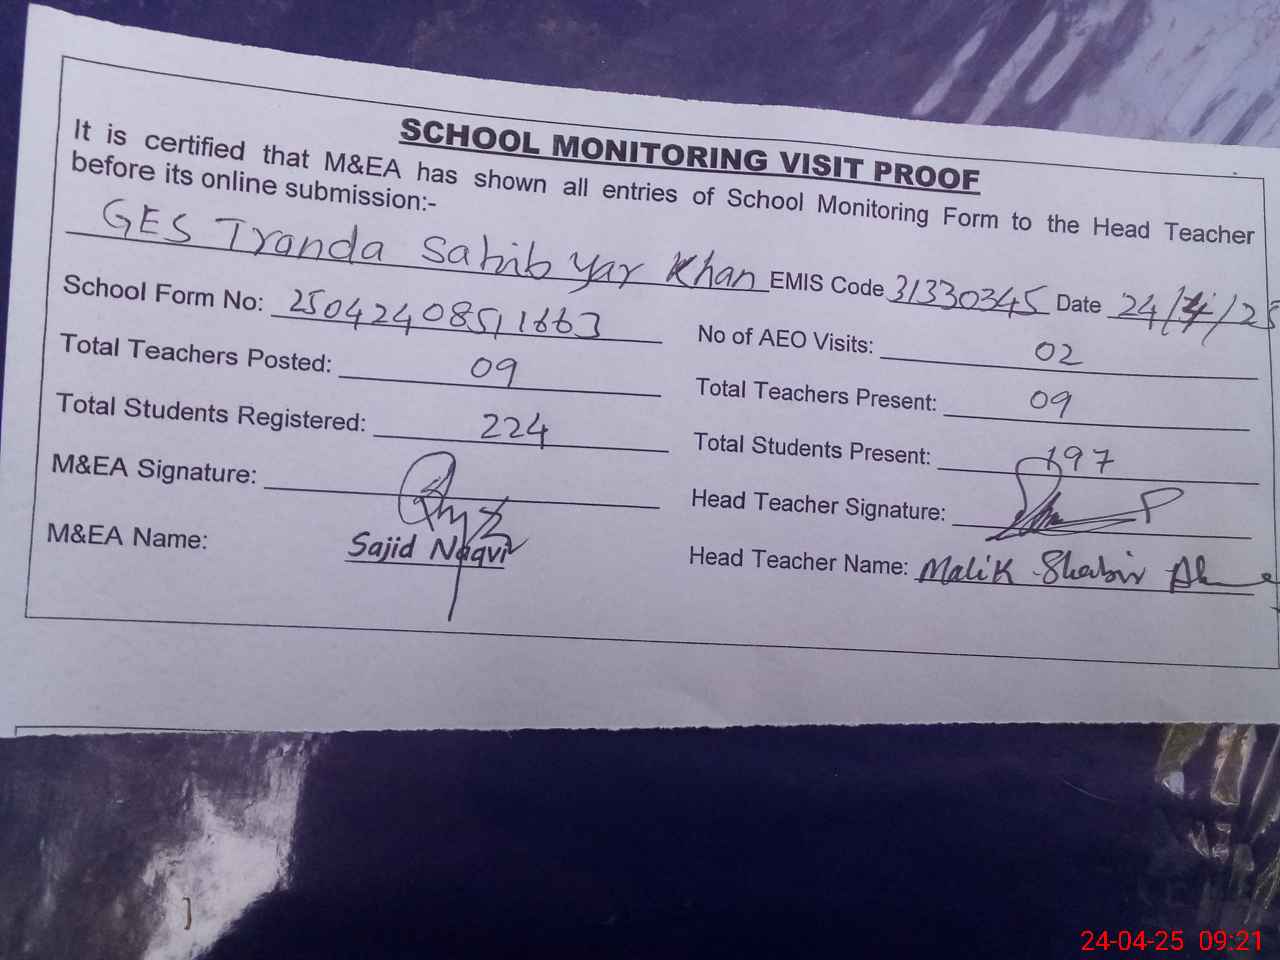 SCHOOL MONITORING VISIT PROOF
It is certified that M&EA has shown all entries of School Monitoring Form to the Head Teacher
before its online submission:-
GES Tranda Sahib Yar Khan EMIS Code 31330345 Date 24/4/25
School Form No: 2504240851663 No of AEO Visits: 02
Total Teachers Posted: 09 Total Teachers Present: 09
Total Students Registered: 224 Total Students Present: 197
M&EA Signature: Head Teacher Signature:
M&EA Name: Sajid Naqvi Head Teacher Name: Malik Shabir
24-04-25 09:21